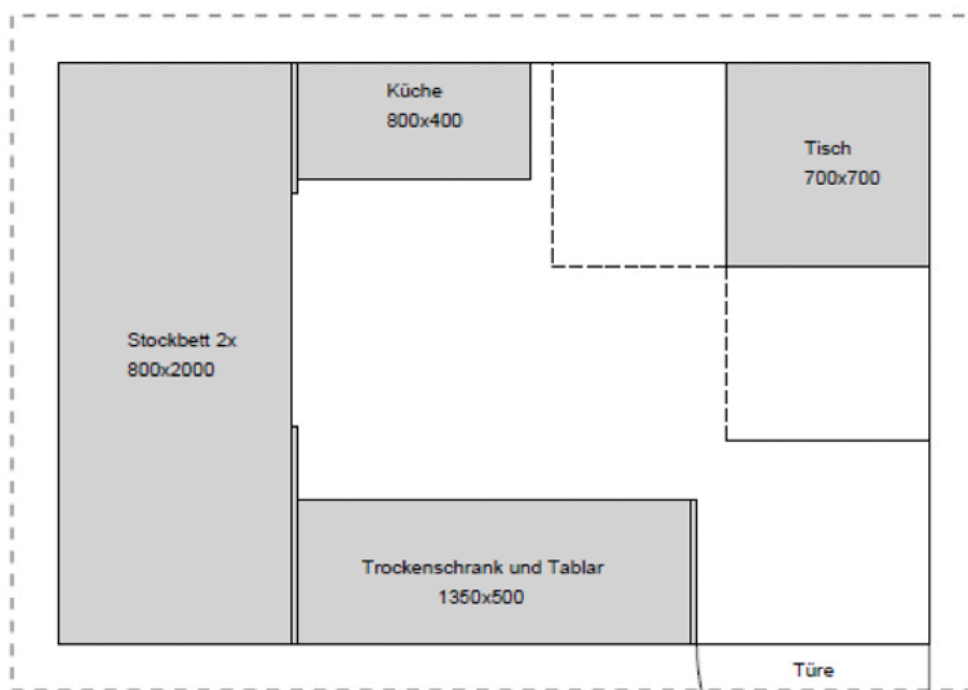 Küche
800x400
Tisch
700x700
Stockbett 2x
800x2000
Trockenschrank und Tablar
1350x500
Türe